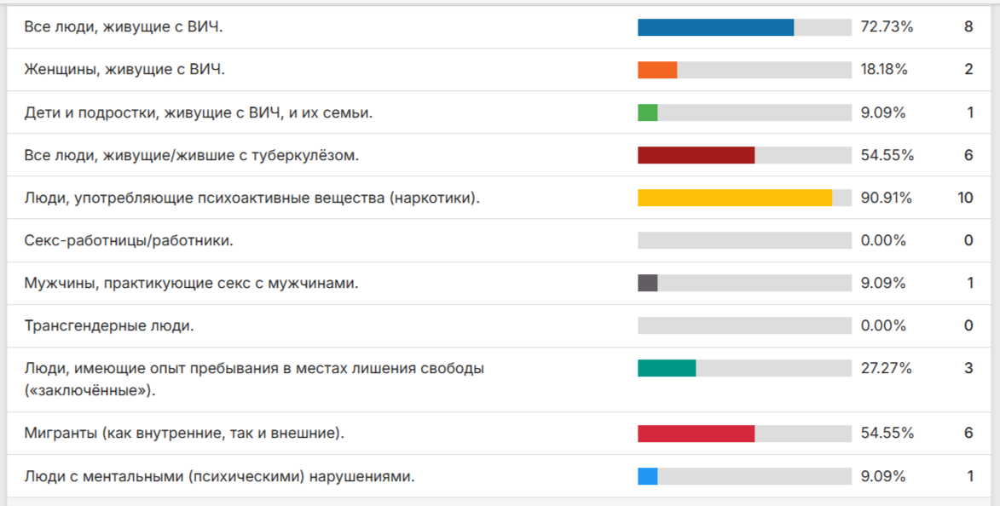 Все люди, живущие с ВИЧ. 72.73% 8
Женщины, живущие с ВИЧ. 18.18% 2
Дети и подростки, живущие с ВИЧ, и их семьи. 9.09% 1
Все люди, живущие/жившие с туберкулёзом. 54.55% 6
Люди, употребляющие психоактивные вещества (наркотики). 90.91% 10
Секс-работницы/работники. 0.00% 0
Мужчины, практикующие секс с мужчинами. 9.09% 1
Трансгендерные люди. 0.00% 0
Люди, имеющие опыт пребывания в местах лишения свободы 27.27% 3
(«заключённые»).
Мигранты (как внутренние, так и внешние). 54.55% 6
Люди с ментальными (психическими) нарушениями. 9.09% 1